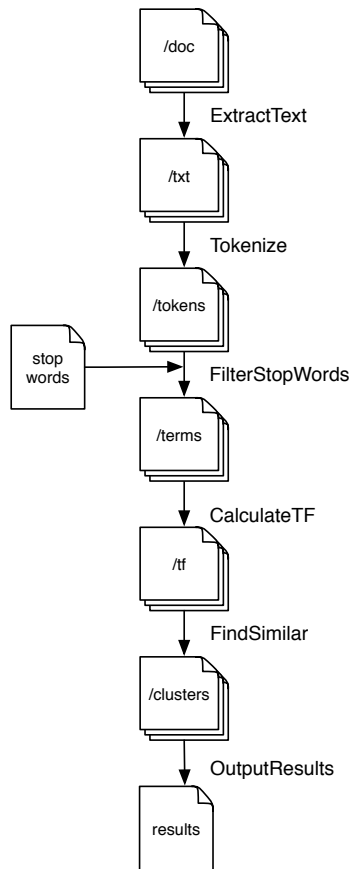 /doc
ExtractText
/txt
Tokenize
/tokens
stop
words
FilterStopWords
/terms
CalculateTF
/tf
FindSimilar
/clusters
OutputResults
results